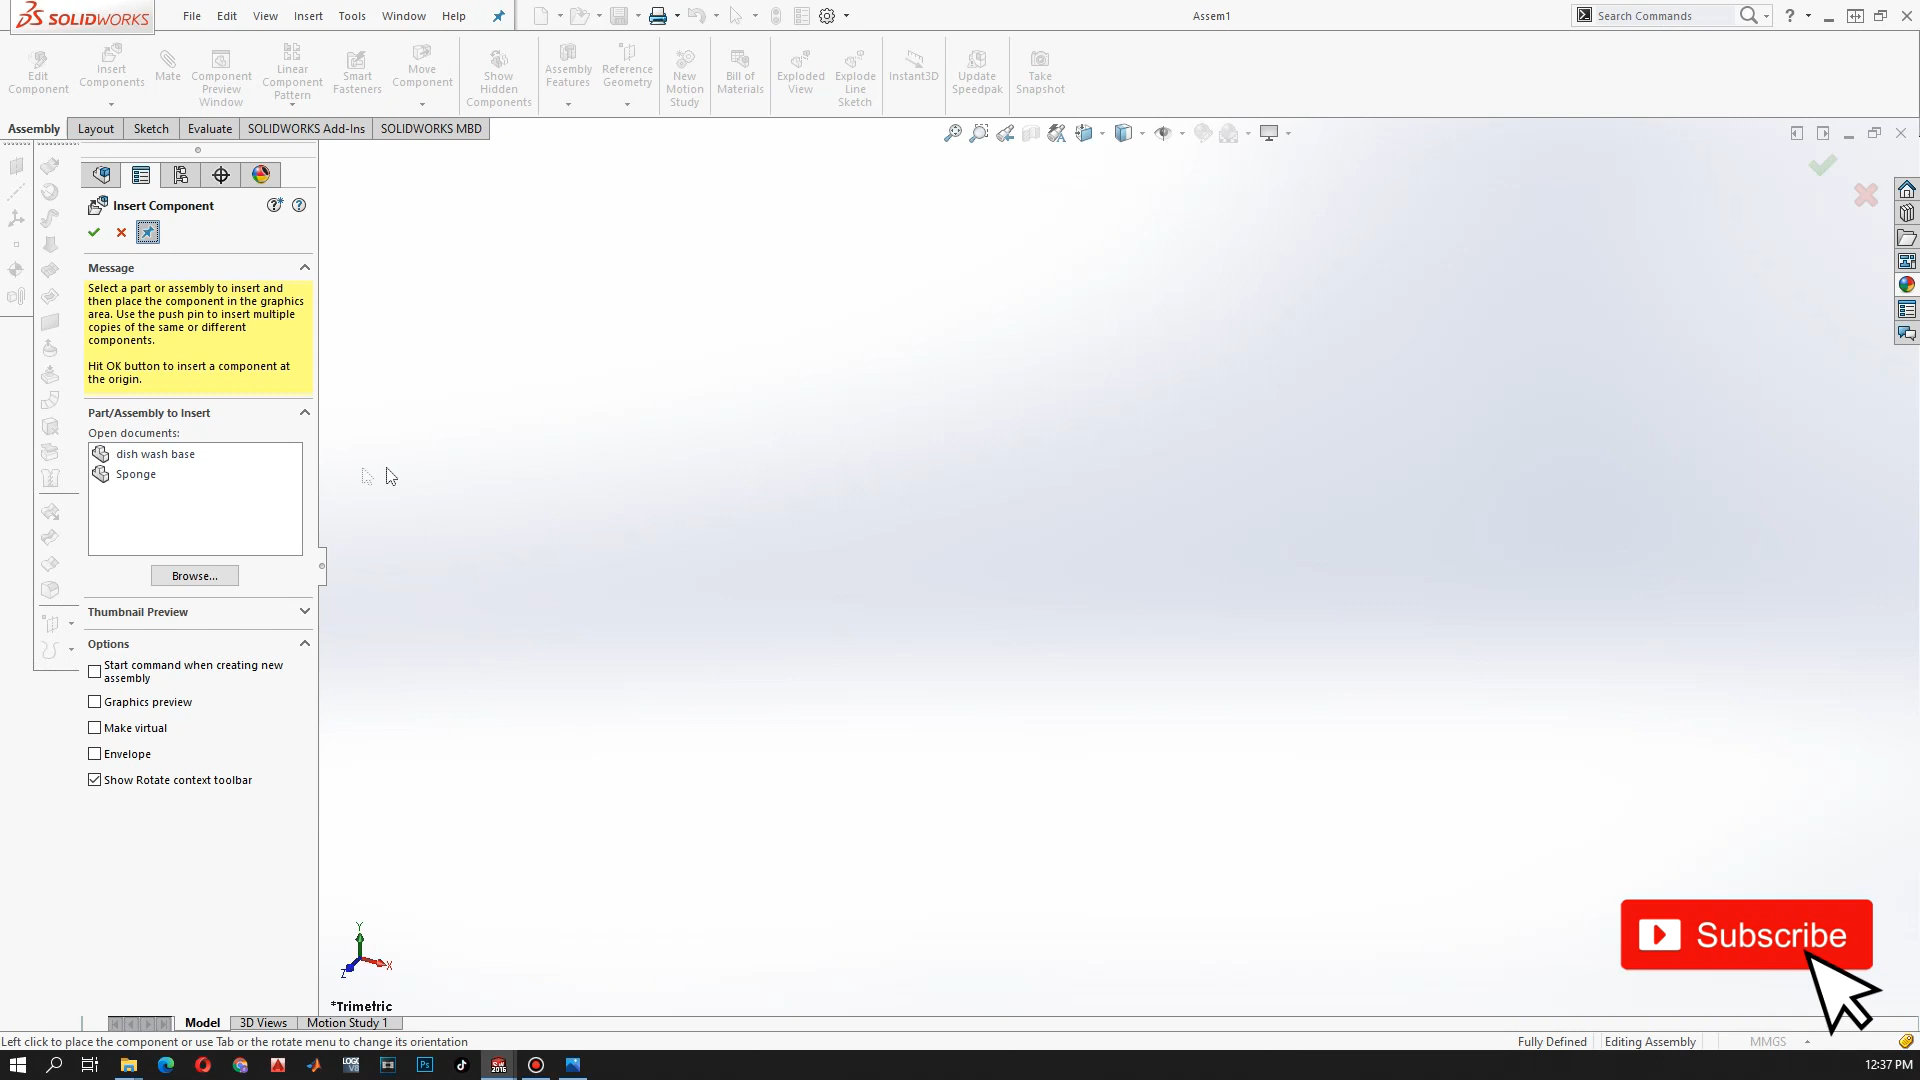 SOLIDWORKS File Edit View Insert Tools Window Help Assem1 Search Commands
Edit Component
Insert Components
Mate
Component Preview Window
Linear Component Pattern
Smart Fasteners
Move Component
Show Hidden Components
Assembly Features
Reference Geometry
New Motion Study
Bill of Materials
Exploded View
Explode Line Sketch
Instant3D
Update Speedpak
Take Snapshot
Assembly Layout Sketch Evaluate SOLIDWORKS Add-Ins SOLIDWORKS MBD
Insert Component
Message
Select a part or assembly to insert and
then place the component in the graphics
area. Use the push pin to insert multiple
copies of the same or different
components.
Hit OK button to insert a component at
the origin.
Part/Assembly to Insert
Open documents:
dish wash base
Sponge
Browse...
Thumbnail Preview
Options
Start command when creating new
assembly
Graphics preview
Make virtual
Envelope
Show Rotate context toolbar
Y
X
Z
*Trimetric
Subscribe
Model 3D Views Motion Study 1
Left click to place the component or use Tab or the rotate menu to change its orientation Fully Defined Editing Assembly MMGS
12:37 PM